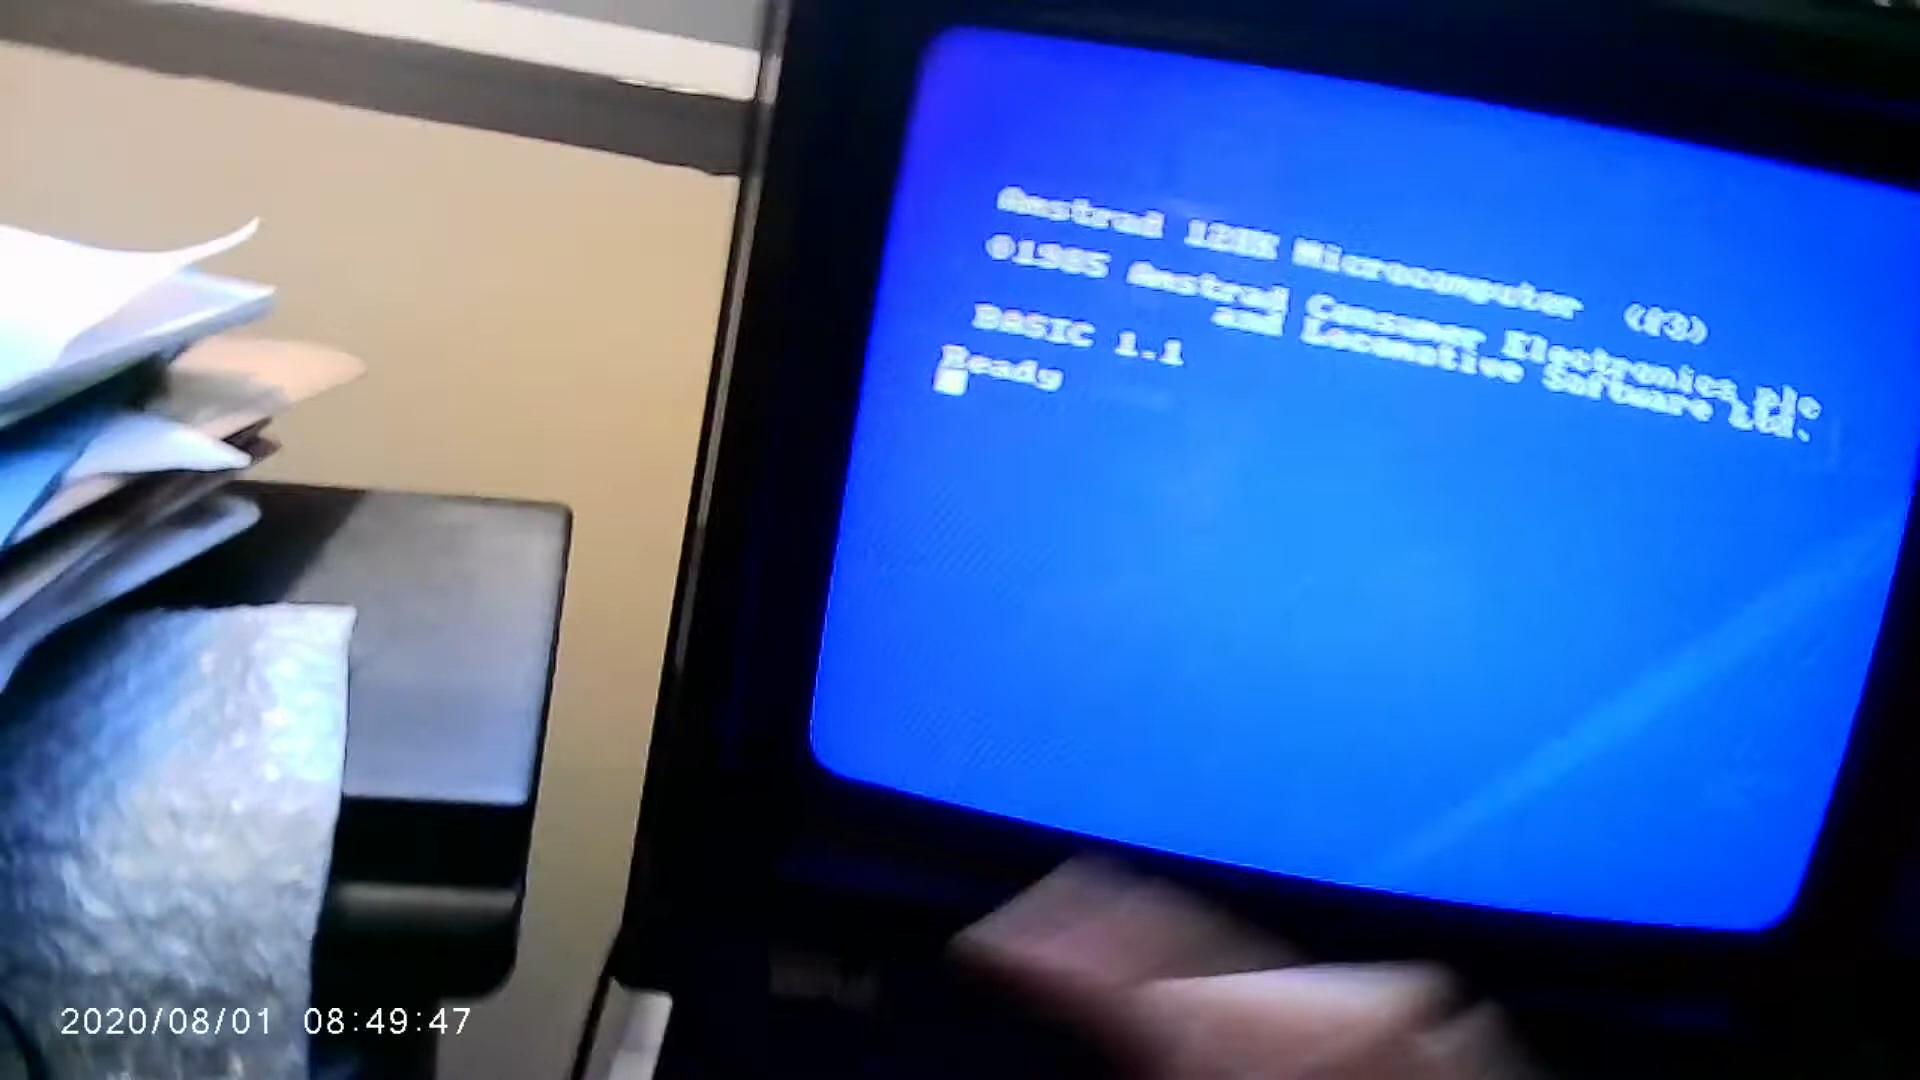 Amstrad 128K Microcomputer (f3)
©1985 Amstrad Consumer Electronics plc
and Locomotive Software Ltd.
BASIC 1.1
Ready
2020/08/01 08:49:47